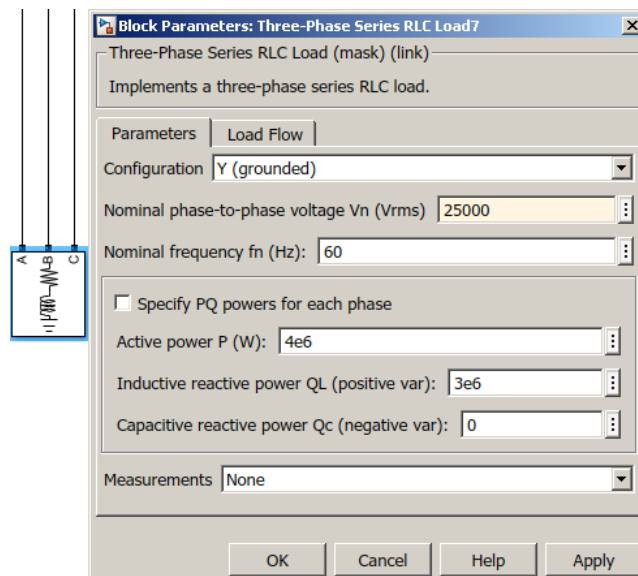 Block Parameters: Three-Phase Series RLC Load7
Three-Phase Series RLC Load (mask) (link)
Implements a three-phase series RLC load.
Parameters Load Flow
Configuration Y (grounded)
Nominal phase-to-phase voltage Vn (Vrms) 25000
Nominal frequency fn (Hz): 60
Specify PQ powers for each phase
Active power P (W): 4e6
Inductive reactive power QL (positive var): 3e6
Capacitive reactive power Qc (negative var): 0
Measurements None
OK Cancel Help Apply
A B C